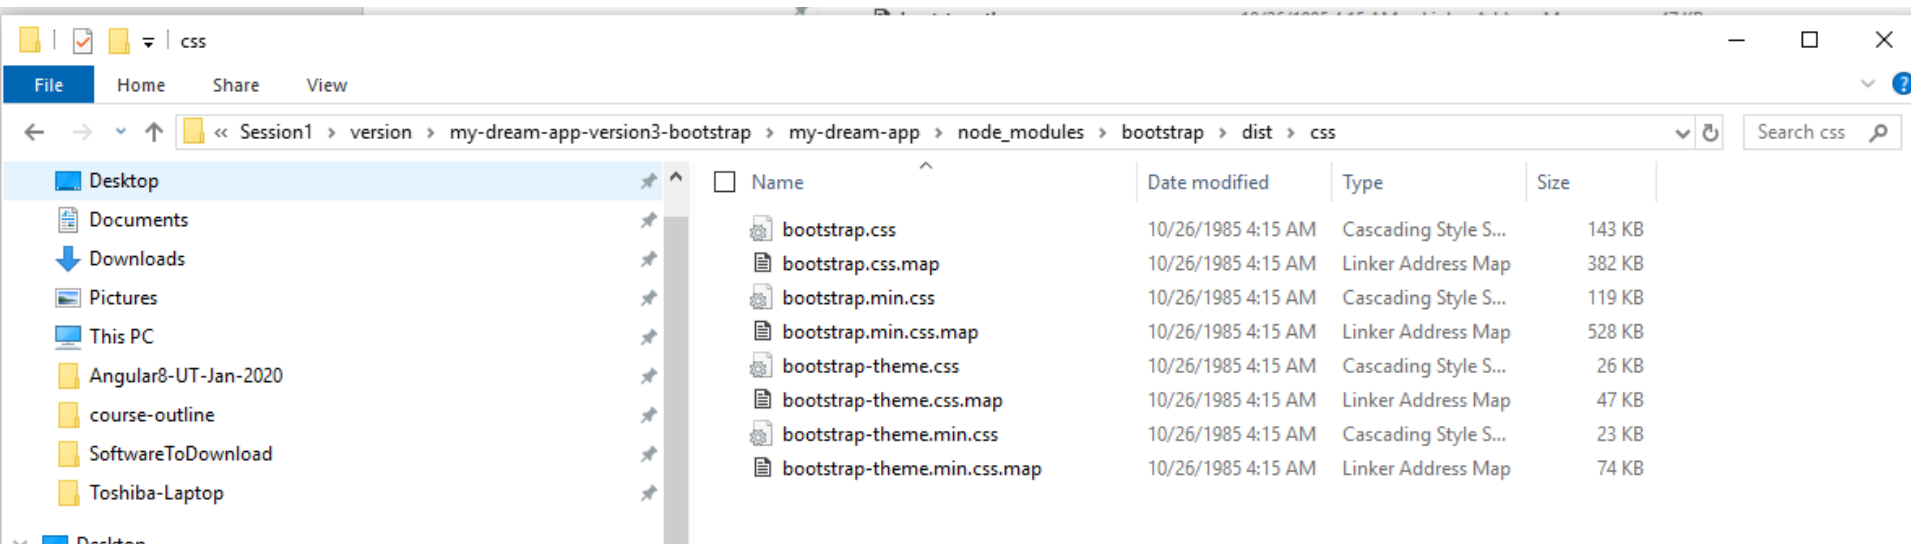 css
File Home Share View
« Session1 > version > my-dream-app-version3-bootstrap > my-dream-app > node_modules > bootstrap > dist > css
Search css
Desktop
Documents
Downloads
Pictures
This PC
Angular8-UT-Jan-2020
course-outline
SoftwareToDownload
Toshiba-Laptop
Desktop
Name Date modified Type Size
bootstrap.css 10/26/1985 4:15 AM Cascading Style S... 143 KB
bootstrap.css.map 10/26/1985 4:15 AM Linker Address Map 382 KB
bootstrap.min.css 10/26/1985 4:15 AM Cascading Style S... 119 KB
bootstrap.min.css.map 10/26/1985 4:15 AM Linker Address Map 528 KB
bootstrap-theme.css 10/26/1985 4:15 AM Cascading Style S... 26 KB
bootstrap-theme.css.map 10/26/1985 4:15 AM Linker Address Map 47 KB
bootstrap-theme.min.css 10/26/1985 4:15 AM Cascading Style S... 23 KB
bootstrap-theme.min.css.map 10/26/1985 4:15 AM Linker Address Map 74 KB